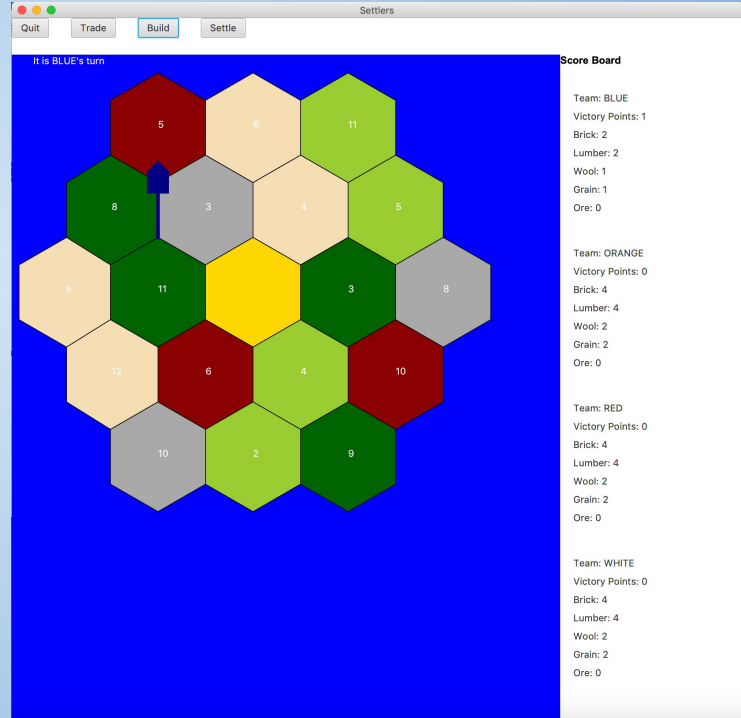 Settlers
Quit Trade Build Settle
It is BLUE's turn
5 6 11
8 3 4 5
9 11 3 8
12 6 4 10
10 2 9
Score Board
Team: BLUE
Victory Points: 1
Brick: 2
Lumber: 2
Wool: 1
Grain: 1
Ore: 0
Team: ORANGE
Victory Points: 0
Brick: 4
Lumber: 4
Wool: 2
Grain: 2
Ore: 0
Team: RED
Victory Points: 0
Brick: 4
Lumber: 4
Wool: 2
Grain: 2
Ore: 0
Team: WHITE
Victory Points: 0
Brick: 4
Lumber: 4
Wool: 2
Grain: 2
Ore: 0